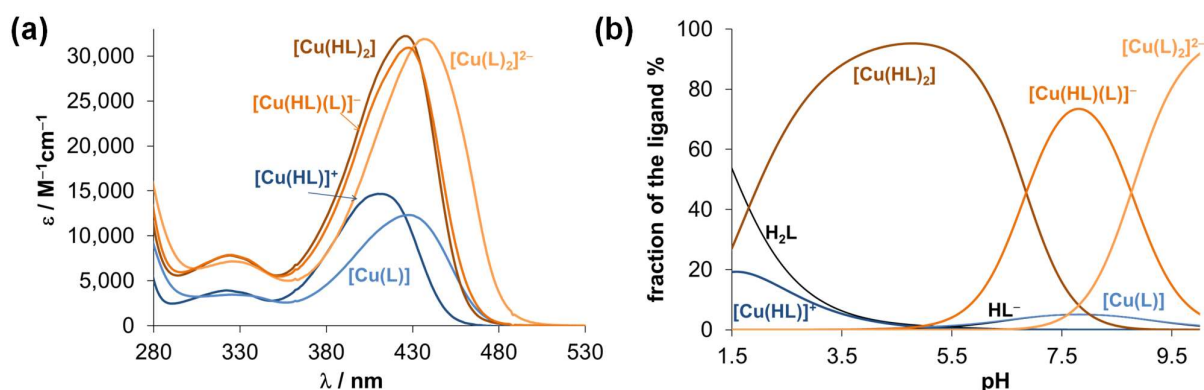 (a)
30,000
25,000
20,000
15,000
10,000
5,000
0
ε / M⁻¹cm⁻¹
[Cu(HL)₂]
[Cu(L)₂]²⁻
[Cu(HL)(L)]⁻
[Cu(HL)]⁺
[Cu(L)]
280 330 380 430 480 530
λ / nm
(b)
100
80
60
40
20
0
fraction of the ligand %
[Cu(L)₂]²⁻
[Cu(HL)₂]
[Cu(HL)(L)]⁻
H₂L
[Cu(HL)]⁺
HL⁻
[Cu(L)]
1.5 3.5 5.5 7.5 9.5
pH